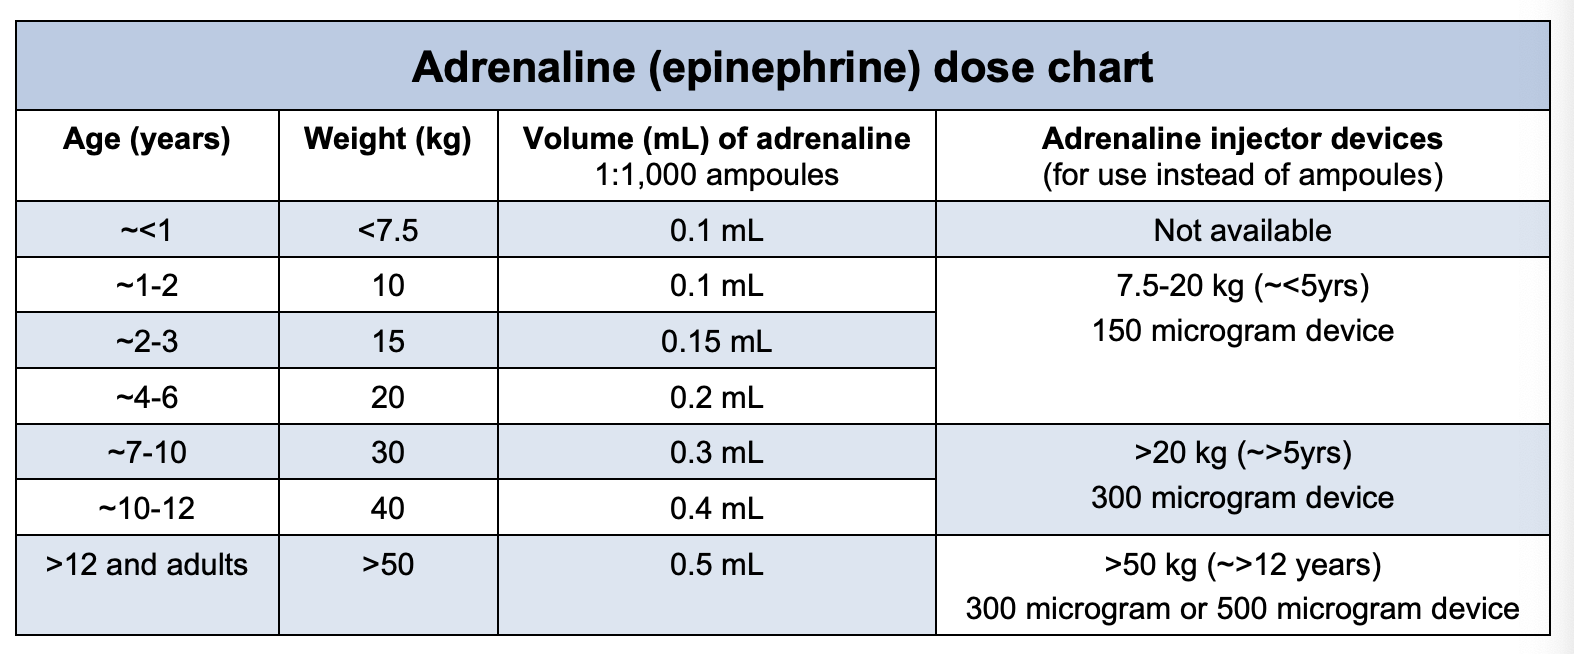 Adrenaline (epinephrine) dose chart
Age (years)
Weight (kg)
Volume (mL) of adrenaline
1:1,000 ampoules
Adrenaline injector devices
(for use instead of ampoules)
~<1
<7.5
0.1 mL
Not available
~1-2
10
0.1 mL
7.5-20 kg (~<5yrs)
150 microgram device
~2-3
15
0.15 mL
~4-6
20
0.2 mL
~7-10
30
0.3 mL
>20 kg (~>5yrs)
300 microgram device
~10-12
40
0.4 mL
>12 and adults
>50
0.5 mL
>50 kg (~>12 years)
300 microgram or 500 microgram device